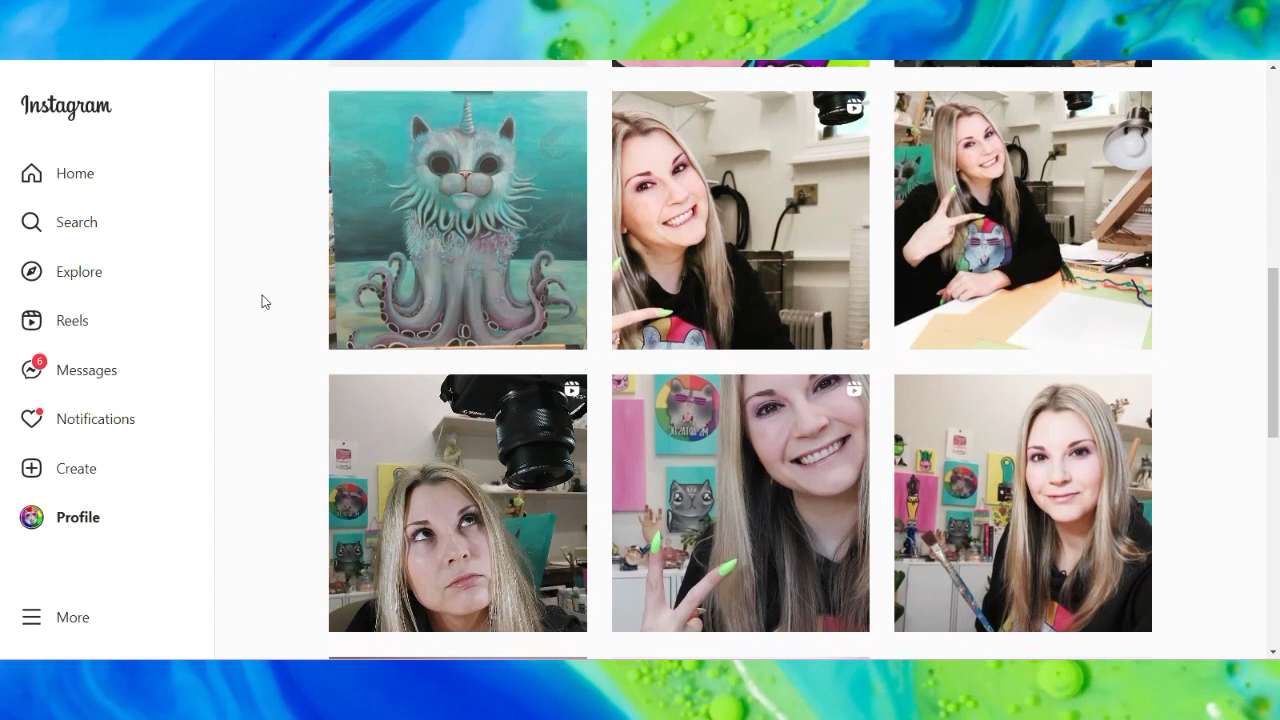 Instagram
Home
Search
Explore
Reels
6
Messages
Notifications
Create
Profile
More